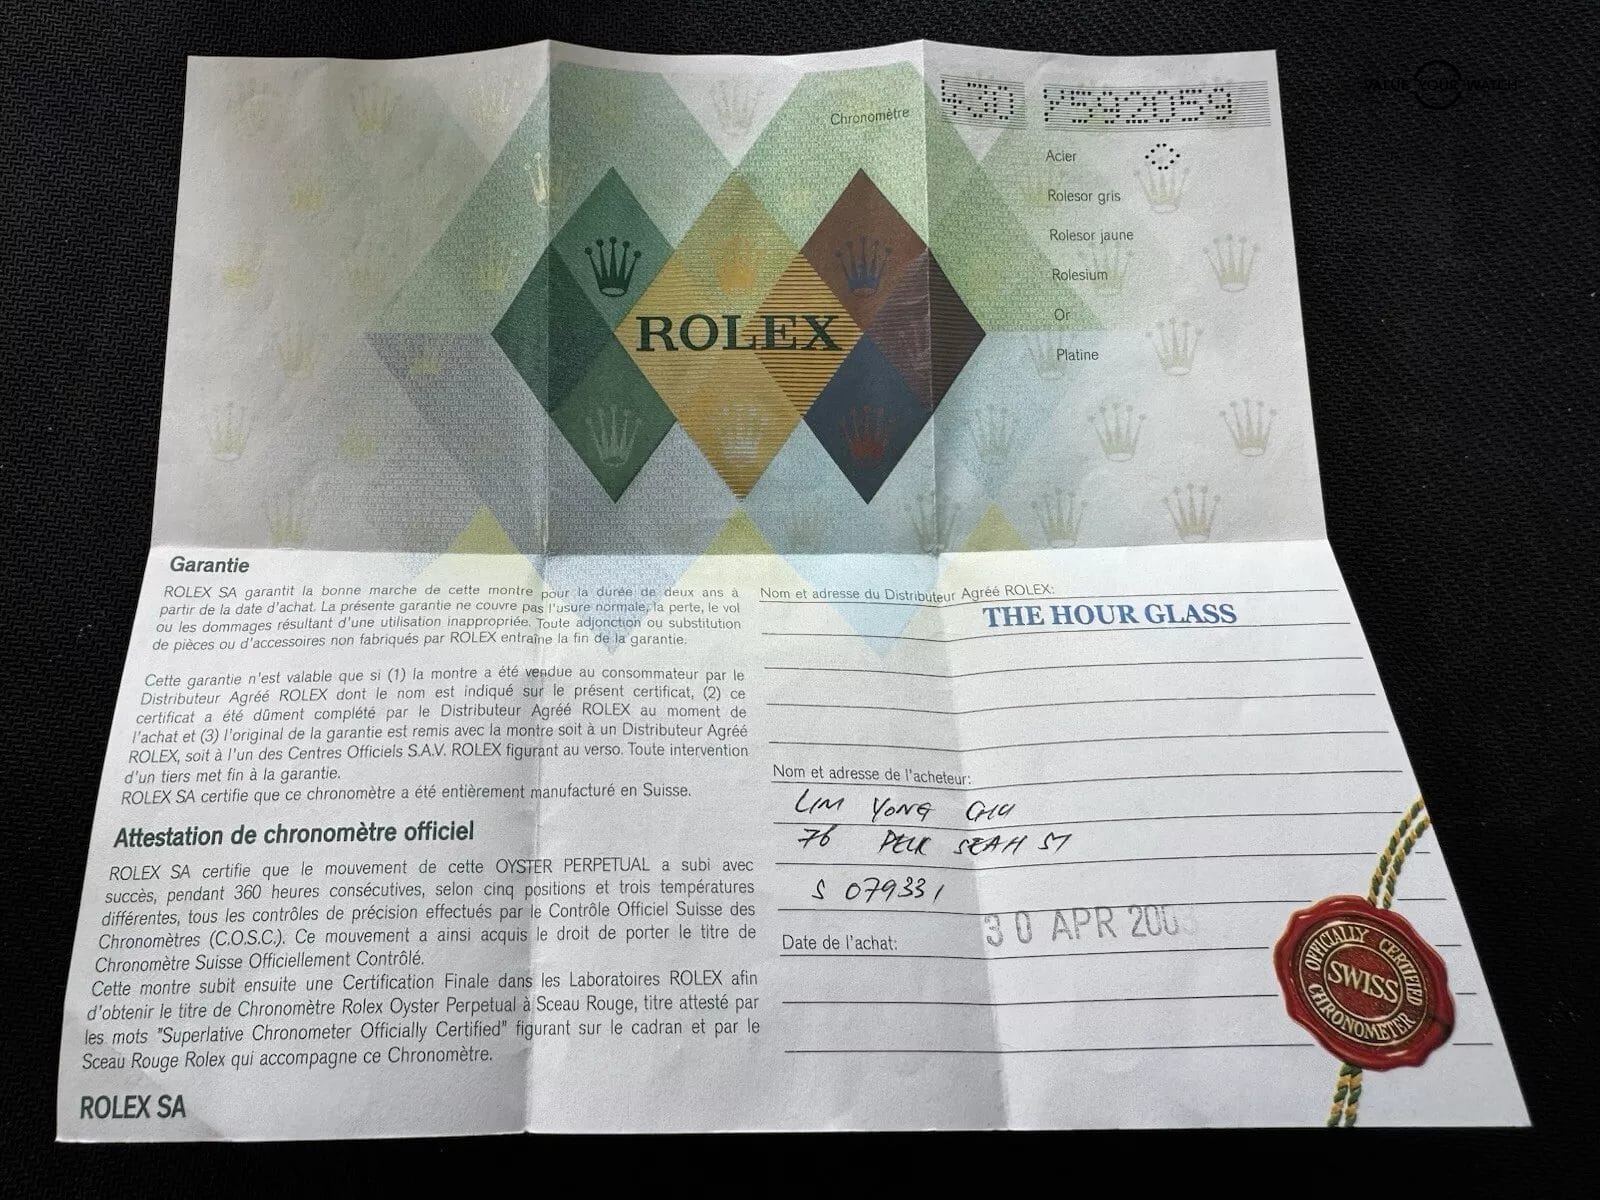 VALUE YOUR WATCH
Chronomètre 430 Y592059
Acier
Rolesor gris
Rolesor jaune
Rolesium
Or
Platine
ROLEX
Garantie
ROLEX SA garantit la bonne marche de cette montre pour la durée de deux ans à
partir de la date d'achat. La présente garantie ne couvre pas l'usure normale, la perte, le vol
ou les dommages résultant d'une utilisation inappropriée. Toute adjonction ou substitution
de pièces ou d'accessoires non fabriqués par ROLEX entraîne la fin de la garantie.
Cette garantie n'est valable que si (1) la montre a été vendue au consommateur par le
Distributeur Agréé ROLEX dont le nom est indiqué sur le présent certificat, (2) ce
certificat a été dûment complété par le Distributeur Agréé ROLEX au moment de
l'achat et (3) l'original de la garantie est remis avec la montre soit à un Distributeur Agréé
ROLEX, soit à l'un des Centres Officiels S.A.V. ROLEX figurant au verso. Toute intervention
d'un tiers met fin à la garantie.
ROLEX SA certifie que ce chronomètre a été entièrement manufacturé en Suisse.
Attestation de chronomètre officiel
ROLEX SA certifie que le mouvement de cette OYSTER PERPETUAL a subi avec
succès, pendant 360 heures consécutives, selon cinq positions et trois températures
différentes, tous les contrôles de précision effectués par le Contrôle Officiel Suisse des
Chronomètres (C.O.S.C.). Ce mouvement a ainsi acquis le droit de porter le titre de
Chronomètre Suisse Officiellement Contrôlé.
Cette montre subit ensuite une Certification Finale dans les Laboratoires ROLEX afin
d'obtenir le titre de Chronomètre Rolex Oyster Perpetual à Sceau Rouge, titre attesté par
les mots "Superlative Chronometer Officially Certified" figurant sur le cadran et par le
Sceau Rouge Rolex qui accompagne ce Chronomètre.
ROLEX SA
Nom et adresse du Distributeur Agréé ROLEX:
THE HOUR GLASS
Nom et adresse de l'acheteur:
LIM YONG CHU
76 PECK SEAH ST
S 079331
Date de l'achat: 30 APR 2003
OFFICIALLY CERTIFIED
SWISS
CHRONOMETER